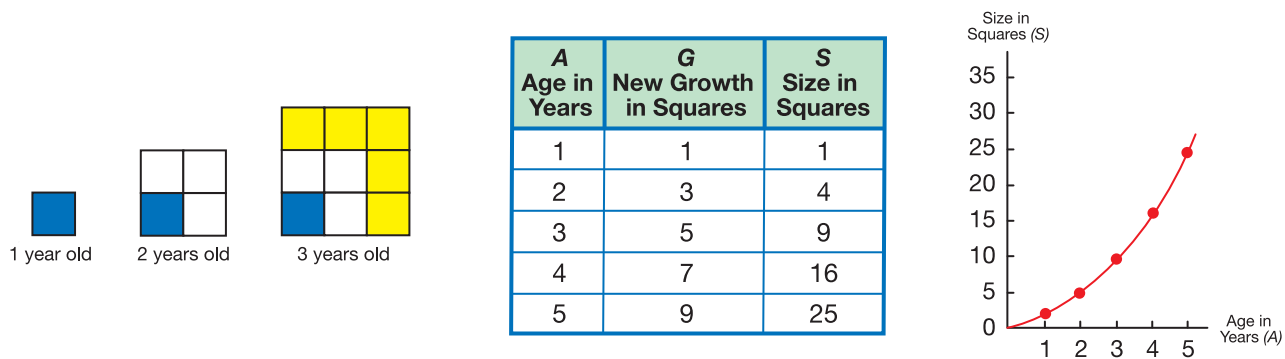 1 year old
2 years old
3 years old
A G S
Age in New Growth Size in
Years in Squares Squares
1 1 1
2 3 4
3 5 9
4 7 16
5 9 25
Size in
Squares (S)
35
30
25
20
15
10
5
0
1 2 3 4 5
Age in
Years (A)